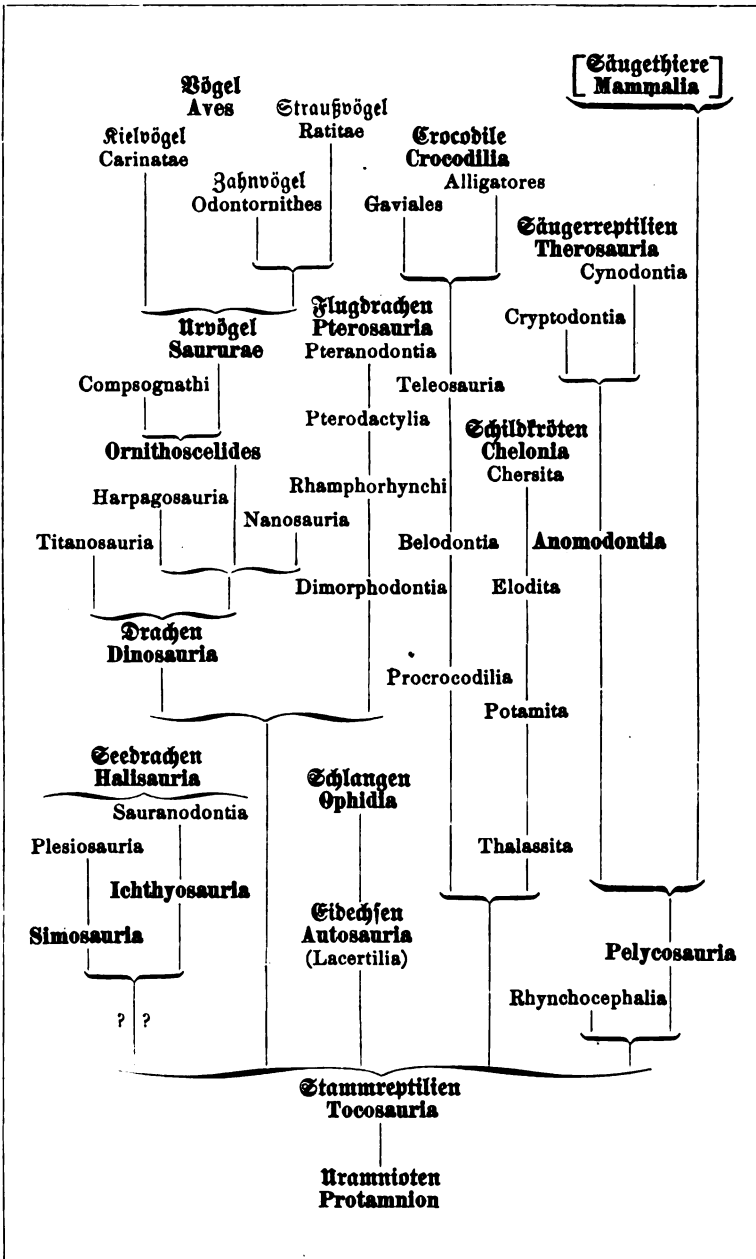 [Säugethiere
Mammalia]
Vögel
Aves
Straußvögel
Ratitae
Kielvögel
Carinatae
Crocodile
Crocodilia
Alligatores
Zahnvögel
Odontornithes
Gaviales
Säugerreptilien
Therosauria
Cynodontia
Flugdrachen
Pterosauria
Pteranodontia
Cryptodontia
Urvögel
Saururae
Compsognathi
Teleosauria
Pterodactylia
Schildkröten
Chelonia
Chersita
Ornithoscelides
Rhamphorhynchi
Harpagosauria
Nanosauria
Titanosauria
Belodontia
Anomodontia
Dimorphodontia
Elodita
Drachen
Dinosauria
Procrocodilia
Potamita
Seedrachen
Halisauria
Schlangen
Ophidia
Sauranodontia
Plesiosauria
Thalassita
Ichthyosauria
Eidechsen
Autosauria
(Lacertilia)
Simosauria
Pelycosauria
Rhynchocephalia
? ?
Stammreptilien
Tocosauria
Uramnioten
Protamnion